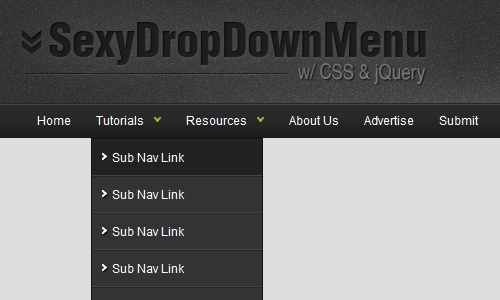 SexyDropDownMenu
w/ CSS & jQuery
Home Tutorials Resources About Us Advertise Submit
Sub Nav Link
Sub Nav Link
Sub Nav Link
Sub Nav Link